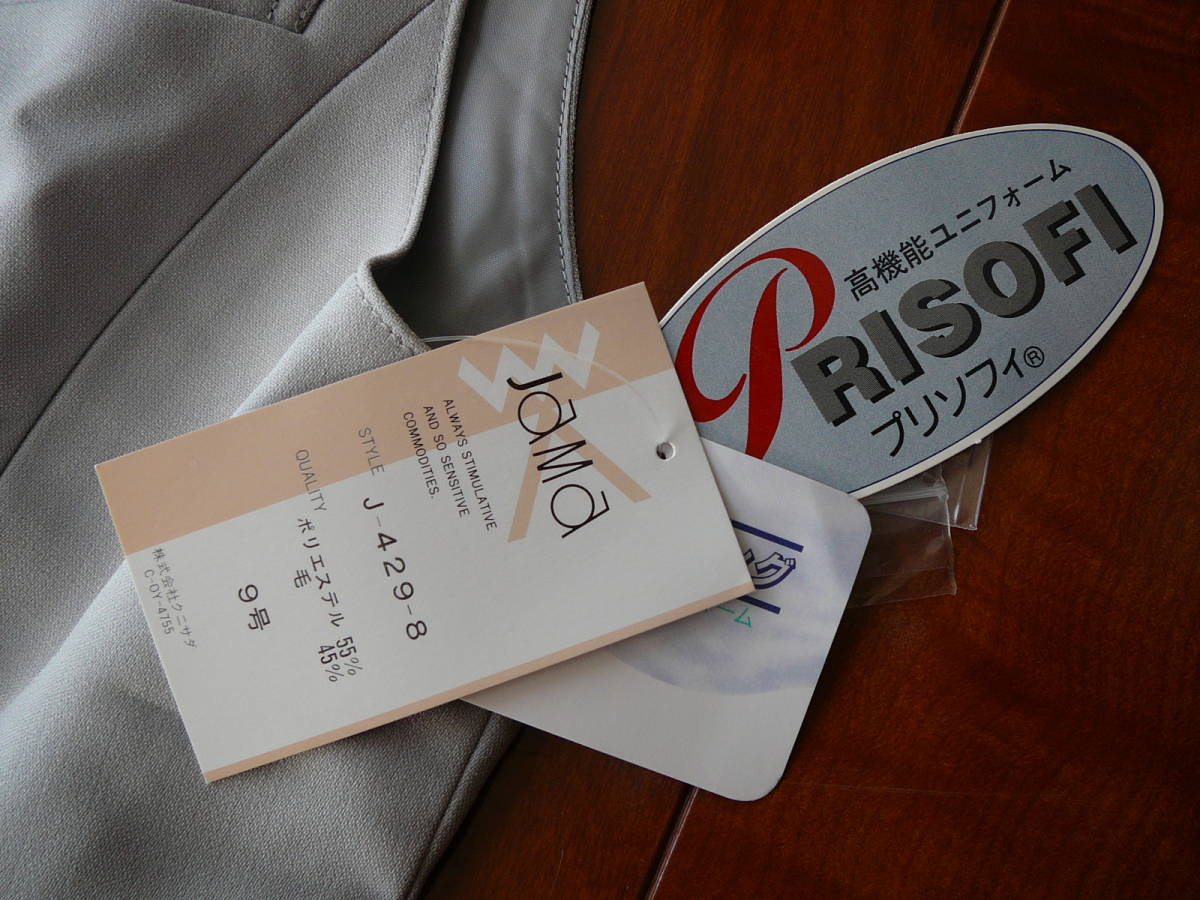 JaMa
ALWAYS STIMULATIVE
AND SO SENSITIVE
COMMODITIES.
STYLE J-429-8
QUALITY ポリエステル 55%
毛 45%
9号
株式会社クニサダ
C-OY-4755
高機能ユニフォーム
PRISOFI
プリソフィ®
ーム